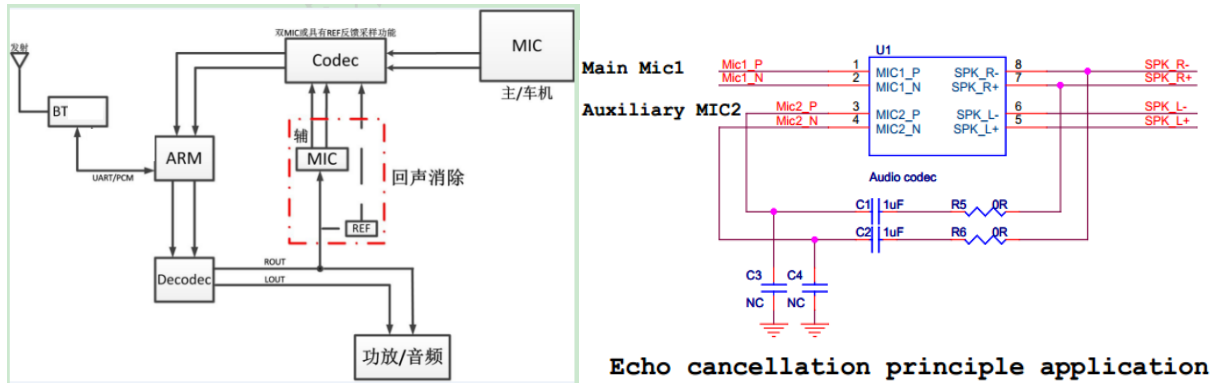 双MIC或具有REF反馈采样功能
Codec
MIC
主/车机
发射
BT
ARM
UART/PCM
辅
MIC
回声消除
REF
Decodec
ROUT
LOUT
功放/音频
U1
Main Mic1
Mic1_P
Mic1_N
1
2
MIC1_P
MIC1_N
SPK_R-
SPK_R+
8
7
SPK_R-
SPK_R+
Auxiliary MIC2
Mic2_P
Mic2_N
3
4
MIC2_P
MIC2_N
SPK_L-
SPK_L+
6
5
SPK_L-
SPK_L+
Audio codec
C1
1uF
R5
0R
C2
1uF
R6
0R
C3
C4
NC
NC
Echo cancellation principle application